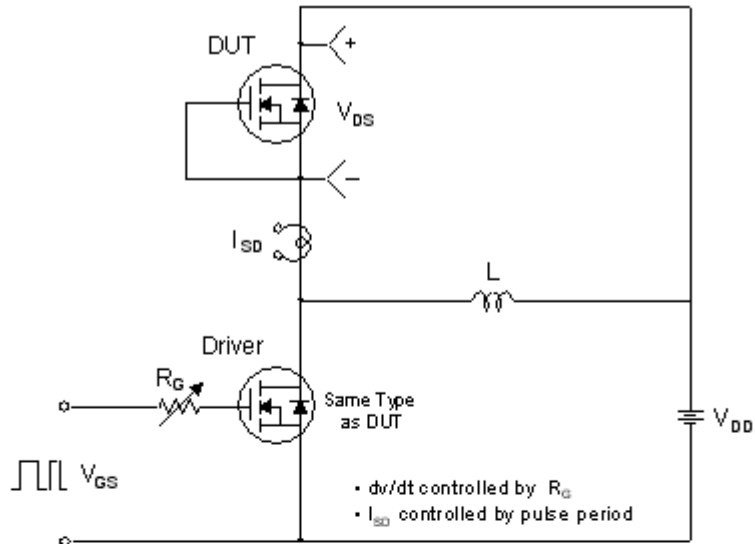 DUT
+
VDS
−
ISD
L
Driver
RG
Same Type
as DUT
VDD
VGS
• dv/dt controlled by RG
• ISD controlled by pulse period